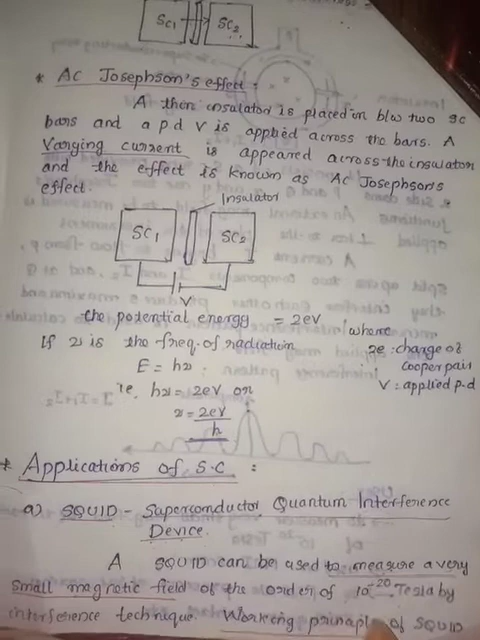 SC1 SC2
* AC Josephson's effect :
A then insulator is placed in b/w two sc
bars and a p d V is applied across the bars. A
Varying current is appeared across the insulator
and the effect is known as Ac Josephson's
effect.
Insulator
SC1 SC2
V
the potential energy = 2eV where
If ν is the freq. of radiation 2e : charge of
E = hν cooper pair
ie, hν = 2eV or V : applied p.d
ν = 2eV
h
* Applications of S.C :
a) SQUID - Superconductor Quantum Interference
Device.
A SQUID can be used to measure a very
small magnetic field of the order of 10-20 Tesla by
interference technique. Working principle of SQUID